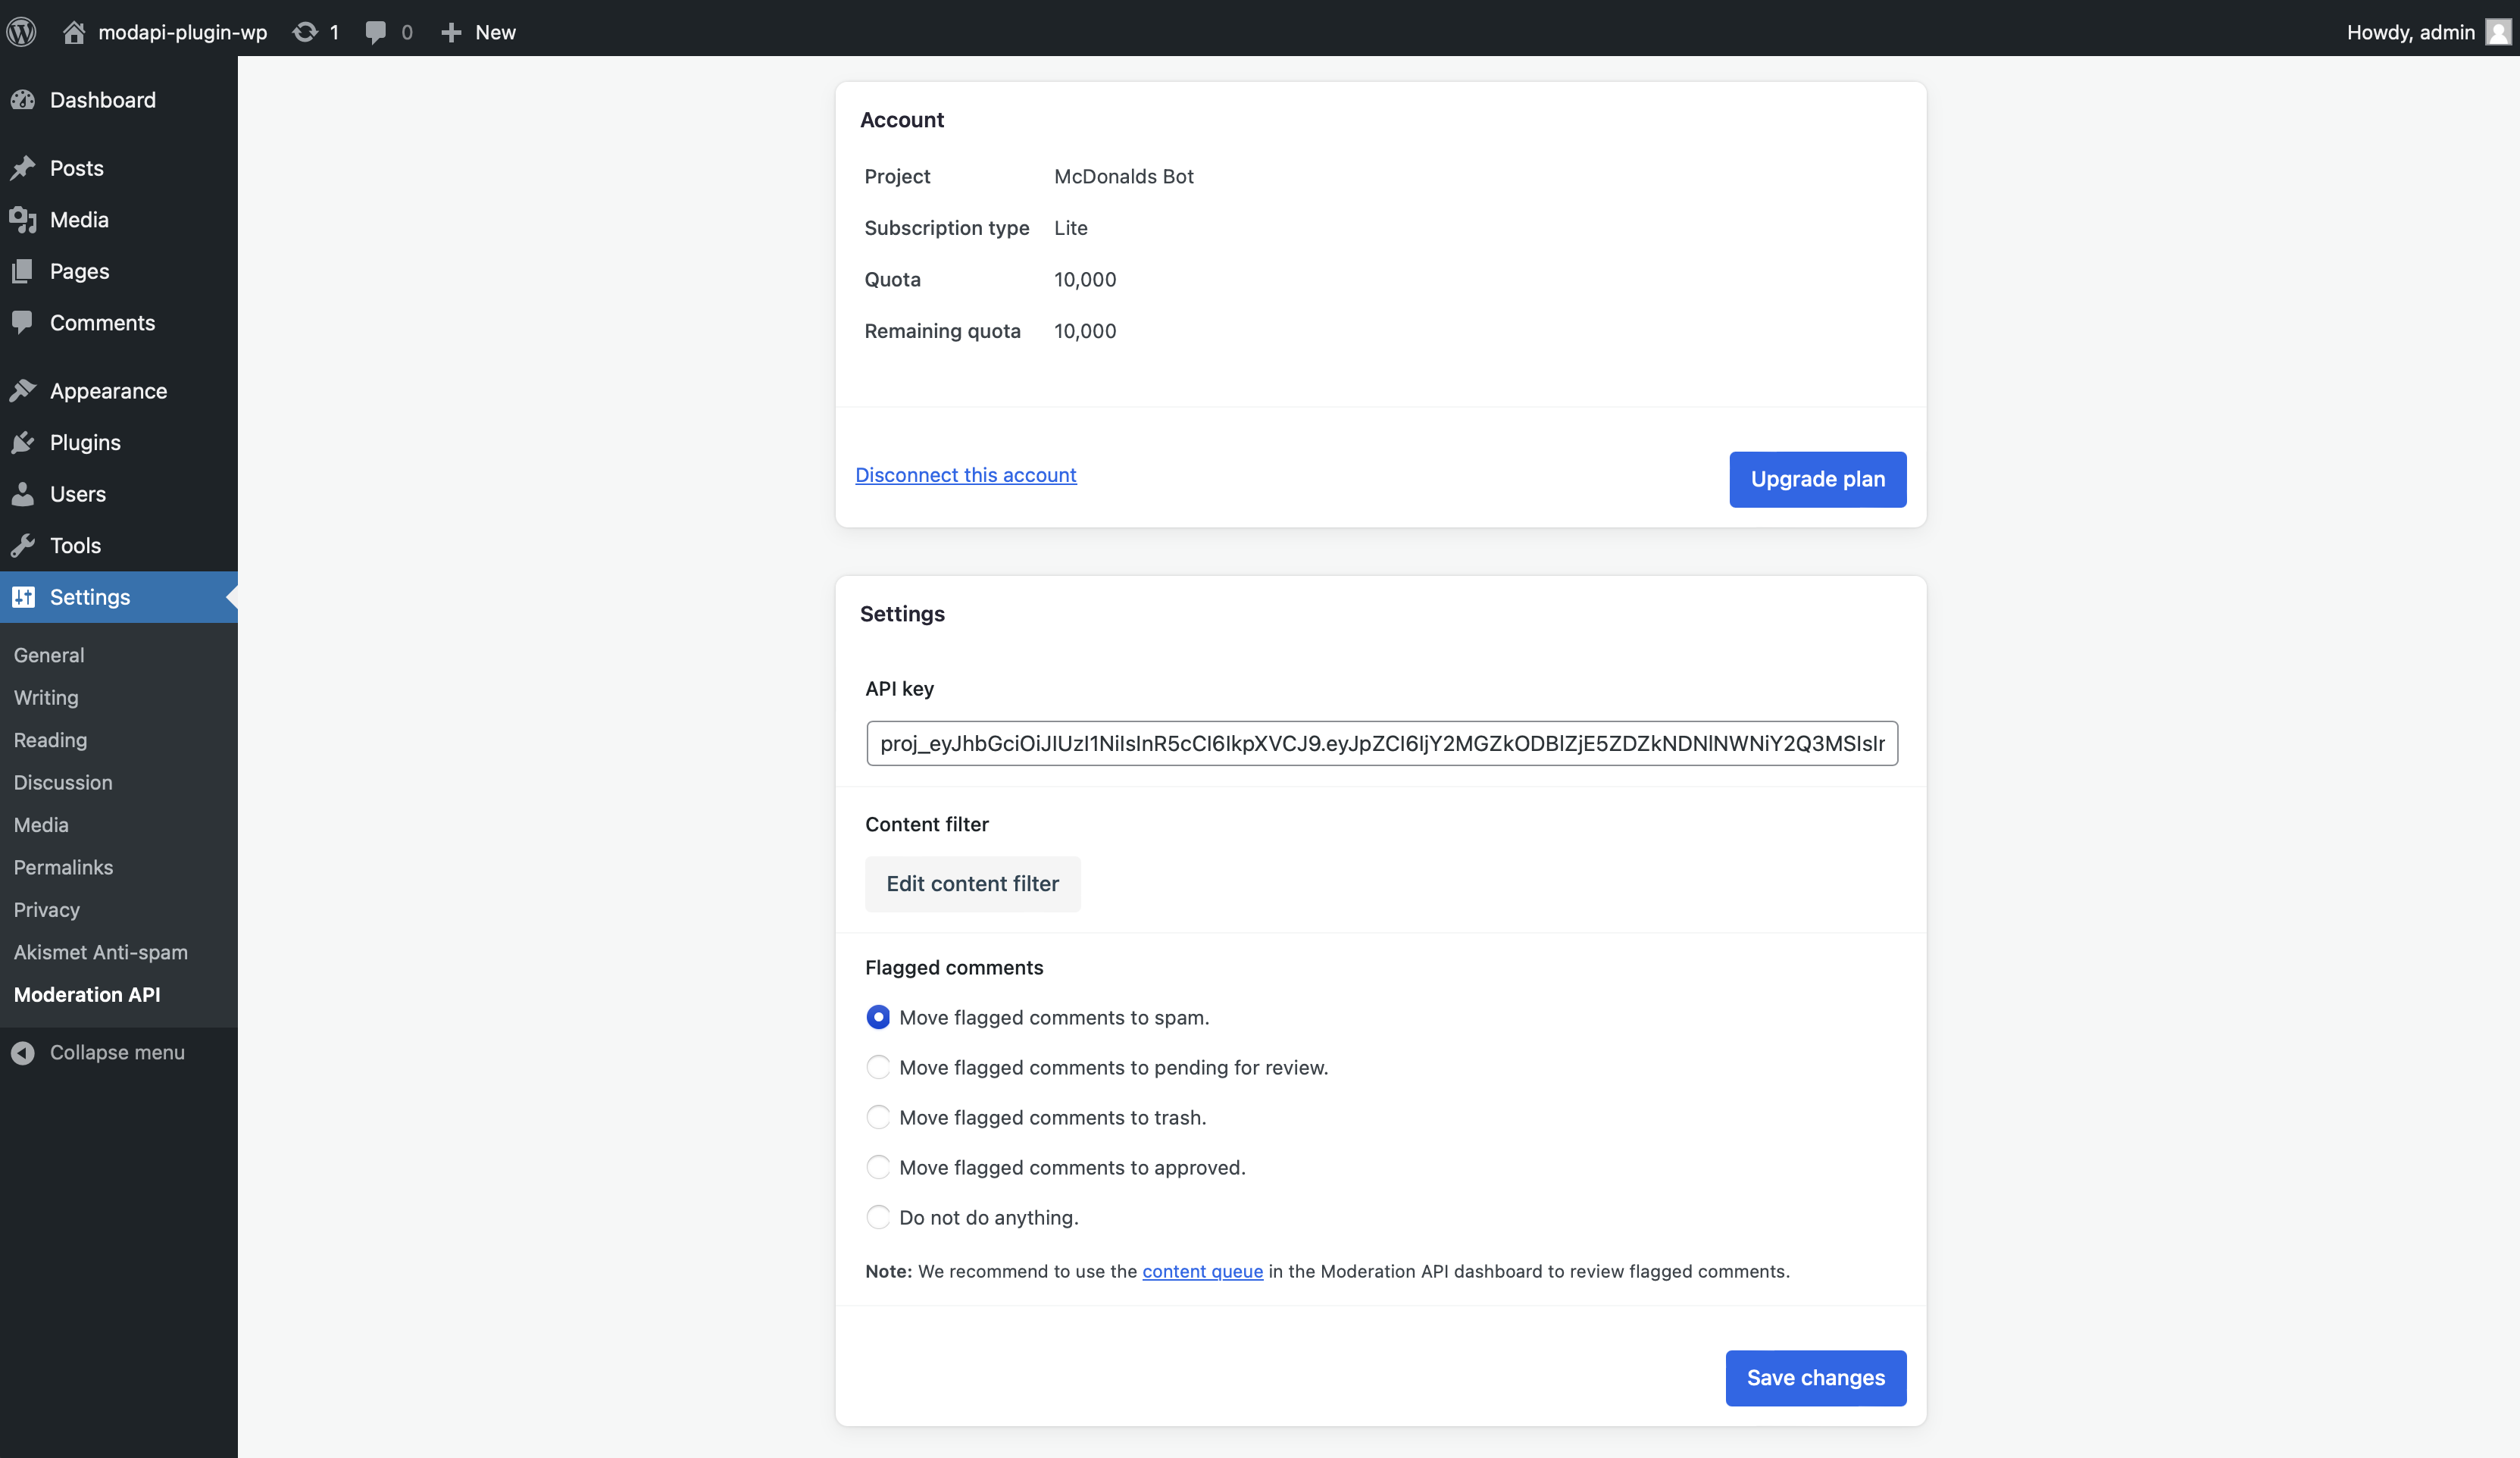 modapi-plugin-wp 1 0 New Howdy, admin
Dashboard
Posts
Media
Pages
Comments
Appearance
Plugins
Users
Tools
Settings
General
Writing
Reading
Discussion
Media
Permalinks
Privacy
Akismet Anti-spam
Moderation API
Collapse menu
Account
Project McDonalds Bot
Subscription type Lite
Quota 10,000
Remaining quota 10,000
Disconnect this account Upgrade plan
Settings
API key
Content filter
Edit content filter
Flagged comments
Move flagged comments to spam.
Move flagged comments to pending for review.
Move flagged comments to trash.
Move flagged comments to approved.
Do not do anything.
Note: We recommend to use the content queue in the Moderation API dashboard to review flagged comments.
Save changes